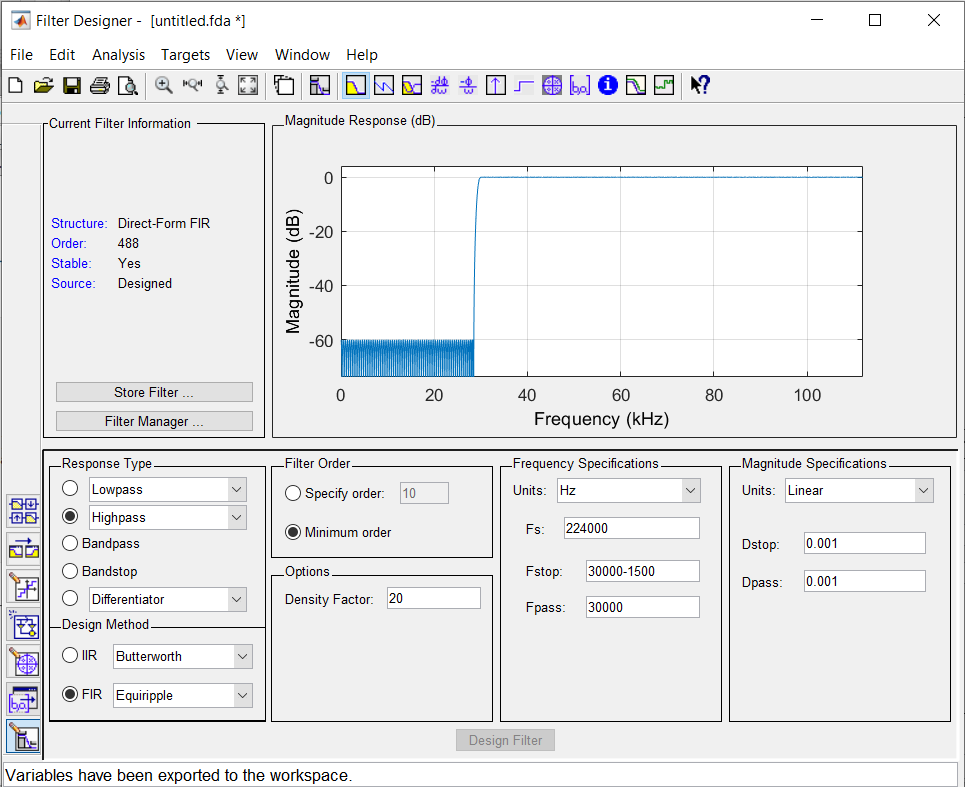 Filter Designer - [untitled.fda *]
File Edit Analysis Targets View Window Help
Current Filter Information
Structure: Direct-Form FIR
Order: 488
Stable: Yes
Source: Designed
Store Filter ...
Filter Manager ...
Magnitude Response (dB)
Magnitude (dB)
0
-20
-40
-60
0 20 40 60 80 100
Frequency (kHz)
Response Type
Lowpass
Highpass
Bandpass
Bandstop
Differentiator
Design Method
IIR Butterworth
FIR Equiripple
Filter Order
Specify order: 10
Minimum order
Options
Density Factor: 20
Frequency Specifications
Units: Hz
Fs: 224000
Fstop: 30000-1500
Fpass: 30000
Magnitude Specifications
Units: Linear
Dstop: 0.001
Dpass: 0.001
Design Filter
Variables have been exported to the workspace.